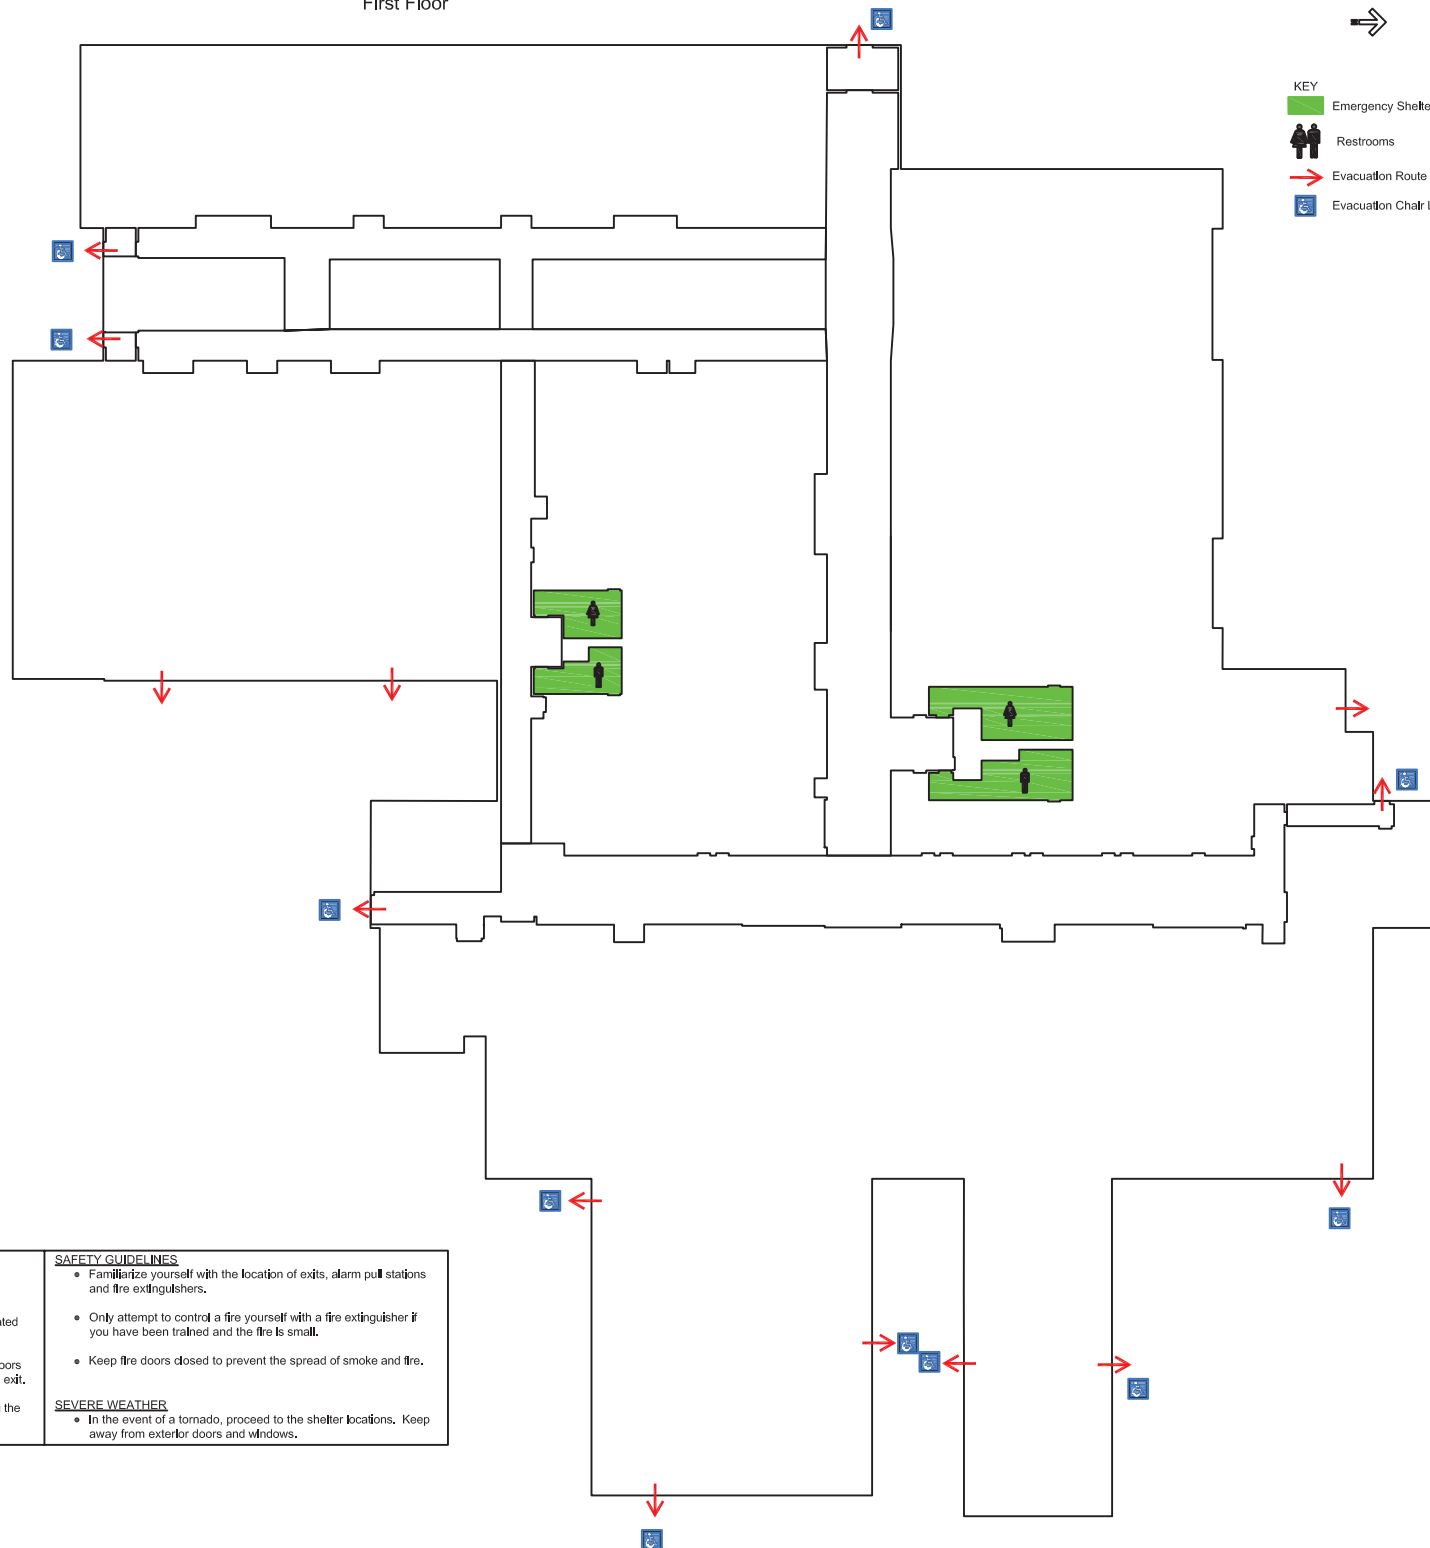 First Floor
KEY
Emergency Shelte
Restrooms
Evacuation Route
Evacuation Chair L
ated
oors
exit.
the
SAFETY GUIDELINES
• Familiarize yourself with the location of exits, alarm pull stations
and fire extinguishers.
• Only attempt to control a fire yourself with a fire extinguisher if
you have been trained and the fire is small.
• Keep fire doors closed to prevent the spread of smoke and fire.
SEVERE WEATHER
• In the event of a tornado, proceed to the shelter locations. Keep
away from exterior doors and windows.